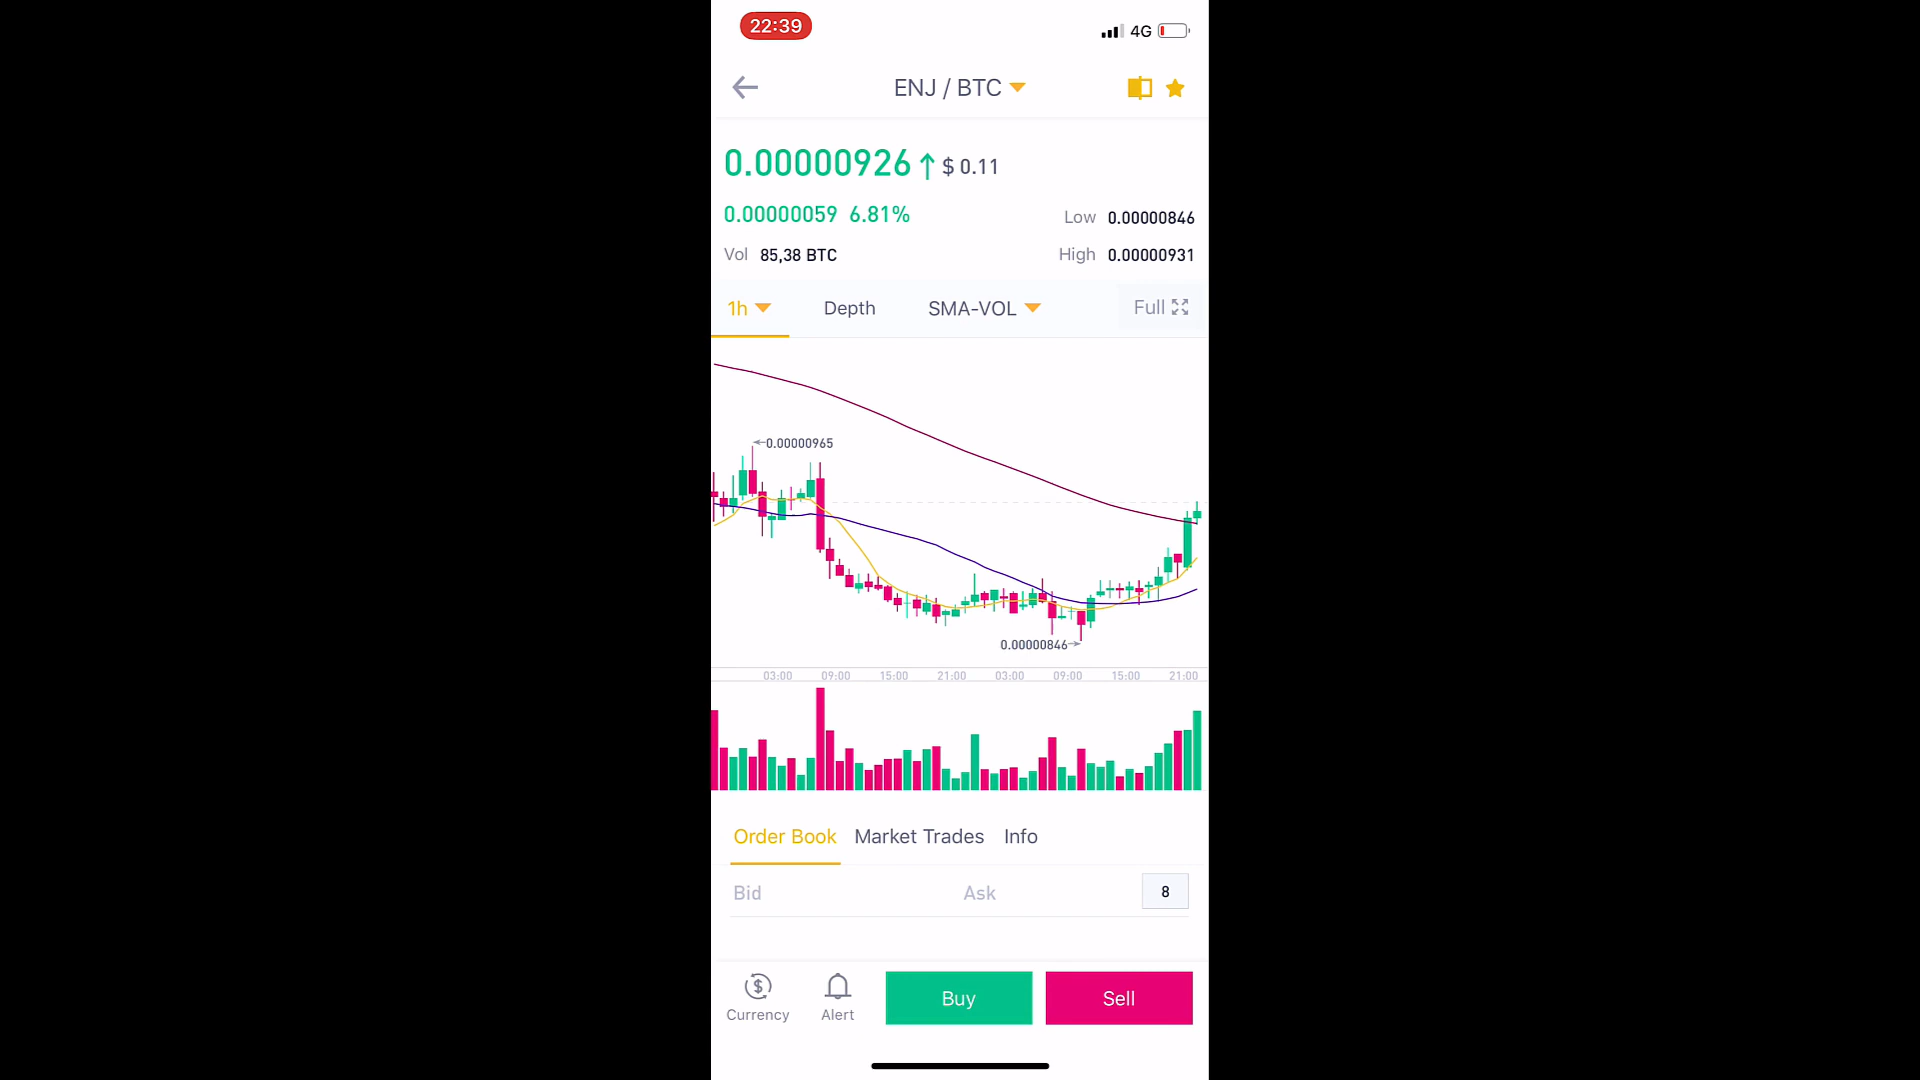 22:39
4G
ENJ / BTC
0.00000926 ↑ $ 0.11
0.00000059 6.81%
Low 0.00000846
Vol 85,38 BTC
High 0.00000931
1h Depth SMA-VOL Full
0.00000965
0.00000846
03:00 09:00 15:00 21:00 03:00 09:00 15:00 21:00
Order Book Market Trades Info
Bid Ask 8
Currency Alert Buy Sell